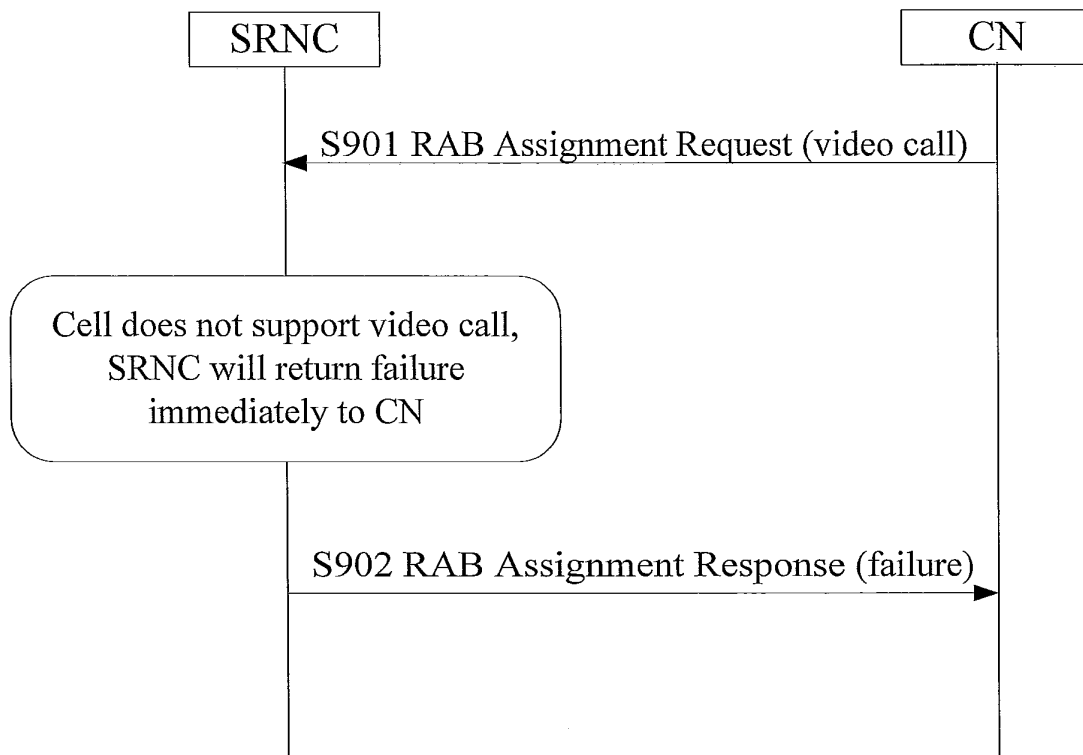 SRNC
CN
S901 RAB Assignment Request (video call)
Cell does not support video call,
SRNC will return failure
immediately to CN
S902 RAB Assignment Response (failure)